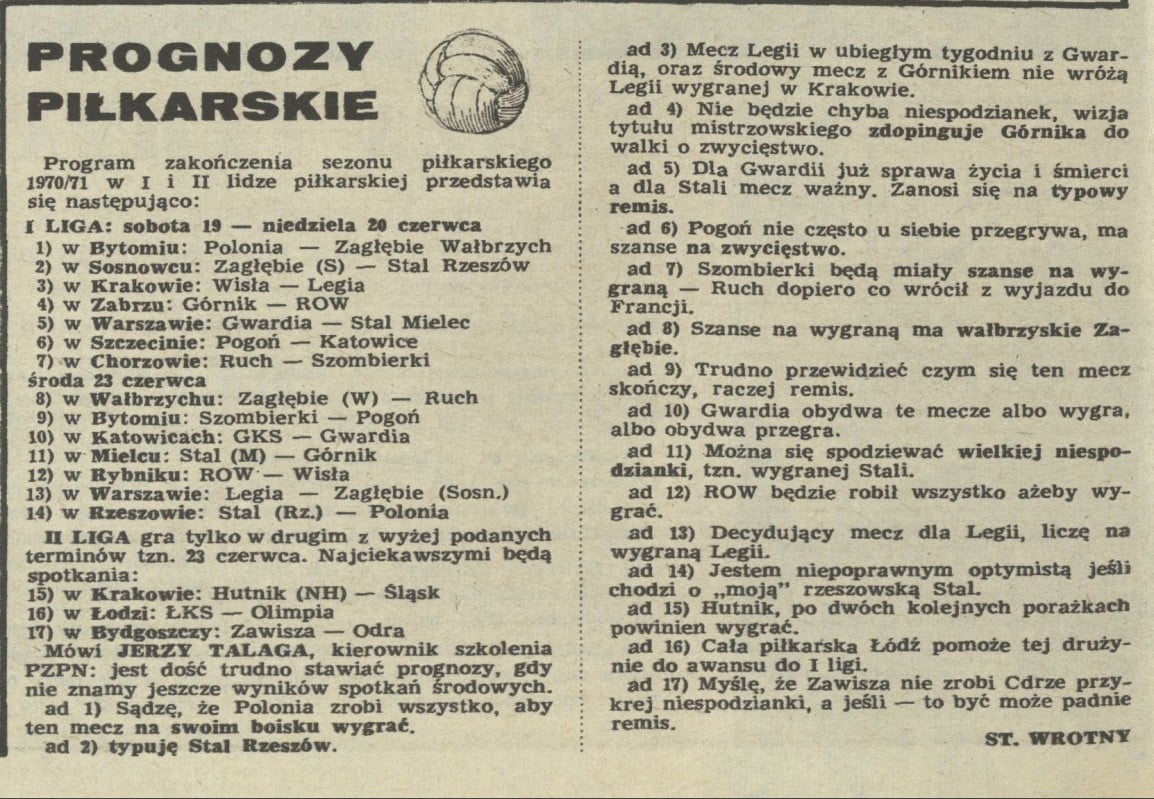 PROGNOZY
PIŁKARSKIE
Program zakończenia sezonu piłkarskiego
1970/71 w I i II lidze piłkarskiej przedstawia
się następująco:
I LIGA: sobota 19 — niedziela 20 czerwca
1) w Bytomiu: Polonia — Zagłębie Wałbrzych
2) w Sosnowcu: Zagłębie (S) — Stal Rzeszów
3) w Krakowie: Wisła — Legia
4) w Zabrzu: Górnik — ROW
5) w Warszawie: Gwardia — Stal Mielec
6) w Szczecinie: Pogoń — Katowice
7) w Chorzowie: Ruch — Szombierki
środa 23 czerwca
8) w Wałbrzychu: Zagłębie (W) — Ruch
9) w Bytomiu: Szombierki — Pogoń
10) w Katowicach: GKS — Gwardia
11) w Mielcu: Stal (M) — Górnik
12) w Rybniku: ROW — Wisła
13) w Warszawie: Legia — Zagłębie (Sosn.)
14) w Rzeszowie: Stal (Rz.) — Polonia
II LIGA gra tylko w drugim z wyżej podanych
terminów tzn. 23 czerwca. Najciekawszymi będą
spotkania:
15) w Krakowie: Hutnik (NH) — Śląsk
16) w Łodzi: ŁKS — Olimpia
17) w Bydgoszczy: Zawisza — Odra
Mówi JERZY TALAGA, kierownik szkolenia
PZPN: jest dość trudno stawiać prognozy, gdy
nie znamy jeszcze wyników spotkań środowych.
ad 1) Sądzę, że Polonia zrobi wszystko, aby
ten mecz na swoim boisku wygrać.
ad 2) typuję Stal Rzeszów.
ad 3) Mecz Legii w ubiegłym tygodniu z Gwar-
dią, oraz środowy mecz z Górnikiem nie wróżą
Legii wygranej w Krakowie.
ad 4) Nie będzie chyba niespodzianek, wizja
tytułu mistrzowskiego zdopinguje Górnika do
walki o zwycięstwo.
ad 5) Dla Gwardii już sprawa życia i śmierci
a dla Stali mecz ważny. Zanosi się na typowy
remis.
ad 6) Pogoń nie często u siebie przegrywa, ma
szanse na zwycięstwo.
ad 7) Szombierki będą miały szanse na wy-
graną — Ruch dopiero co wrócił z wyjazdu do
Francji.
ad 8) Szanse na wygraną ma wałbrzyskie Za-
głębie.
ad 9) Trudno przewidzieć czym się ten mecz
skończy, raczej remis.
ad 10) Gwardia obydwa te mecze albo wygra,
albo obydwa przegra.
ad 11) Można się spodziewać wielkiej niespo-
dzianki, tzn. wygranej Stali.
ad 12) ROW będzie robił wszystko ażeby wy-
grać.
ad 13) Decydujący mecz dla Legii, liczę na
wygraną Legii.
ad 14) Jestem niepoprawnym optymistą jeśli
chodzi o „moją” rzeszowską Stal.
ad 15) Hutnik, po dwóch kolejnych porażkach
powinien wygrać.
ad 16) Cała piłkarska Łódź pomoże tej druży-
nie do awansu do I ligi.
ad 17) Myślę, że Zawisza nie zrobi Cdrze przy-
krej niespodzianki, a jeśli — to być może padnie
remis.
ST. WROTNY